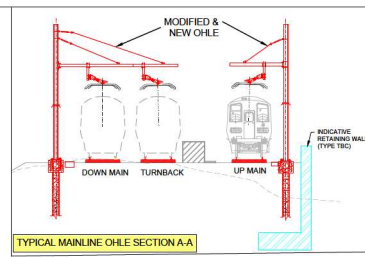 MODIFIED &
NEW OHLE
INDICATIVE
RETAINING WALL
(TYPE TBC)
DOWN MAIN
TURNBACK
UP MAIN
TYPICAL MAINLINE OHLE SECTION A-A